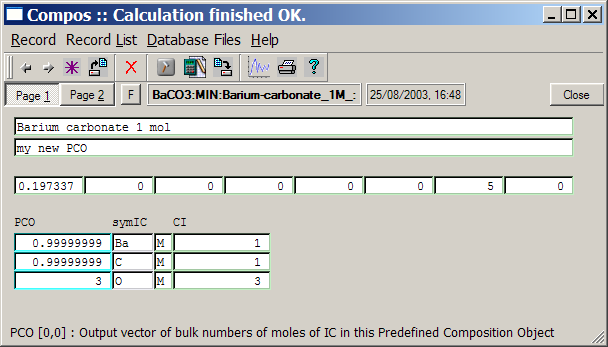 Compos :: Calculation finished OK.
Record Record List Database Files Help
Page 1 Page 2 F BaCO3:MIN:Barium-carbonate_1M_: 25/08/2003, 16:48 Close
Barium carbonate 1 mol
my new PCO
0.197337 0 0 0 0 0 5 0
PCO symIC CI
0.99999999 Ba M 1
0.99999999 C M 1
3 O M 3
PCO [0,0] : Output vector of bulk numbers of moles of IC in this Predefined Composition Object